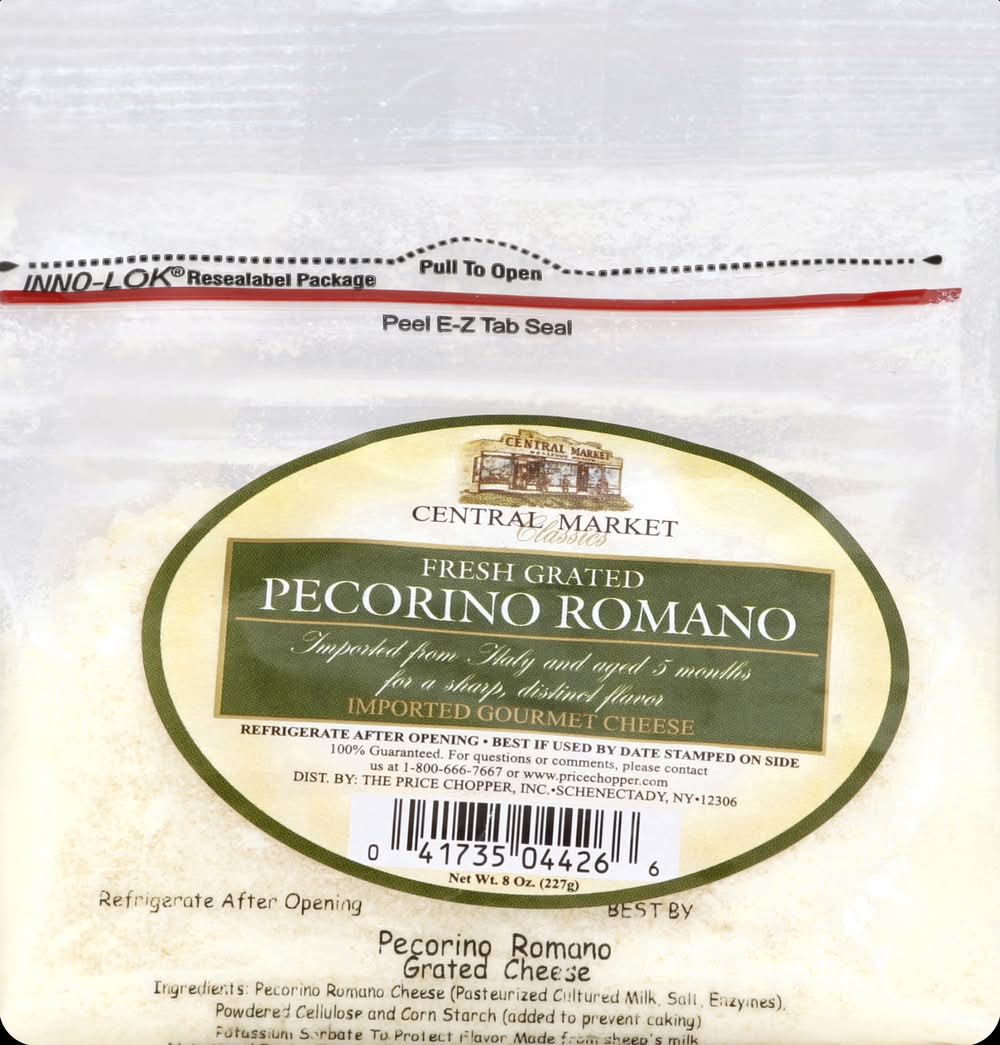 Pull To Open
INNO-LOK® Resealabel Package
Peel E-Z Tab Seal
CENTRAL MARKET
CENTRAL MARKET
Classics
FRESH GRATED
PECORINO ROMANO
Imported from Italy and aged 5 months
for a sharp, distinct flavor
IMPORTED GOURMET CHEESE
REFRIGERATE AFTER OPENING • BEST IF USED BY DATE STAMPED ON SIDE
100% Guaranteed. For questions or comments, please contact
us at 1-800-666-7667 or www.pricechopper.com
DIST. BY: THE PRICE CHOPPER, INC.•SCHENECTADY, NY•12306
0 41735 04426 6
Net Wt. 8 Oz. (227g)
Refrigerate After Opening
BEST BY
Pecorino Romano
Grated Cheese
Ingredients: Pecorino Romano Cheese (Pasteurized Cultured Milk, Salt, Enzymes),
Powdered Cellulose and Corn Starch (added to prevent caking)
Potassium Sorbate To Protect Flavor Made from sheep's milk